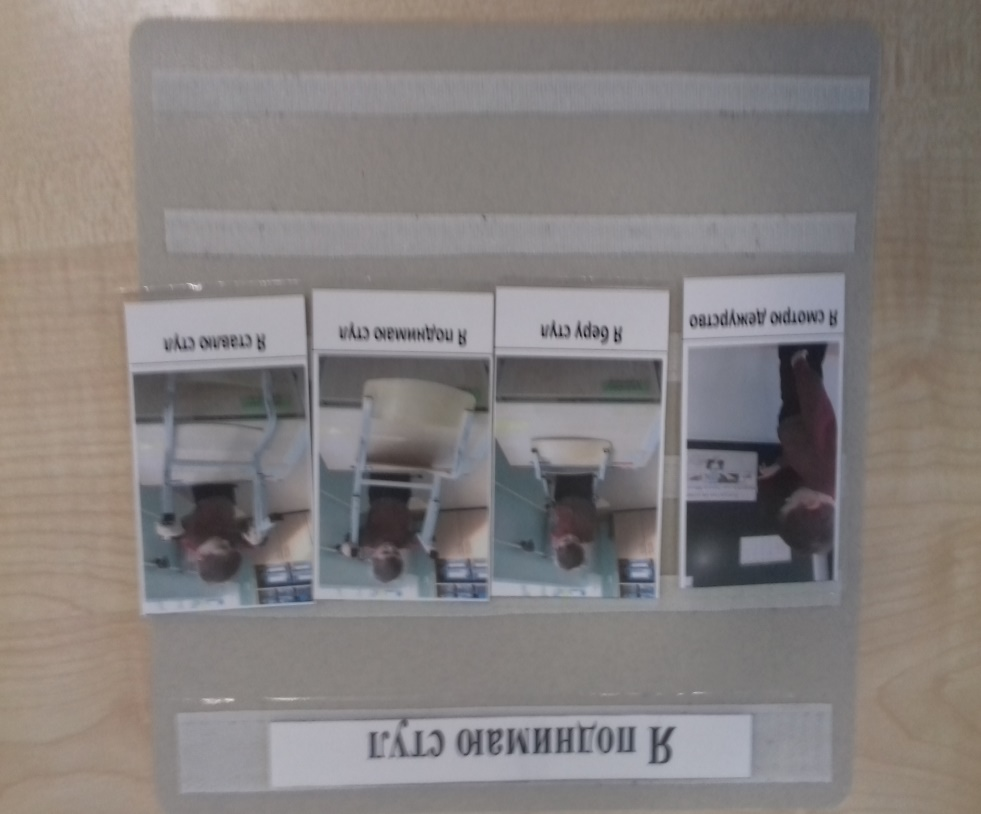 Я поднимаю стул
Я смотрю дежурство
Я беру стул
Я поднимаю стул
Я ставлю стул